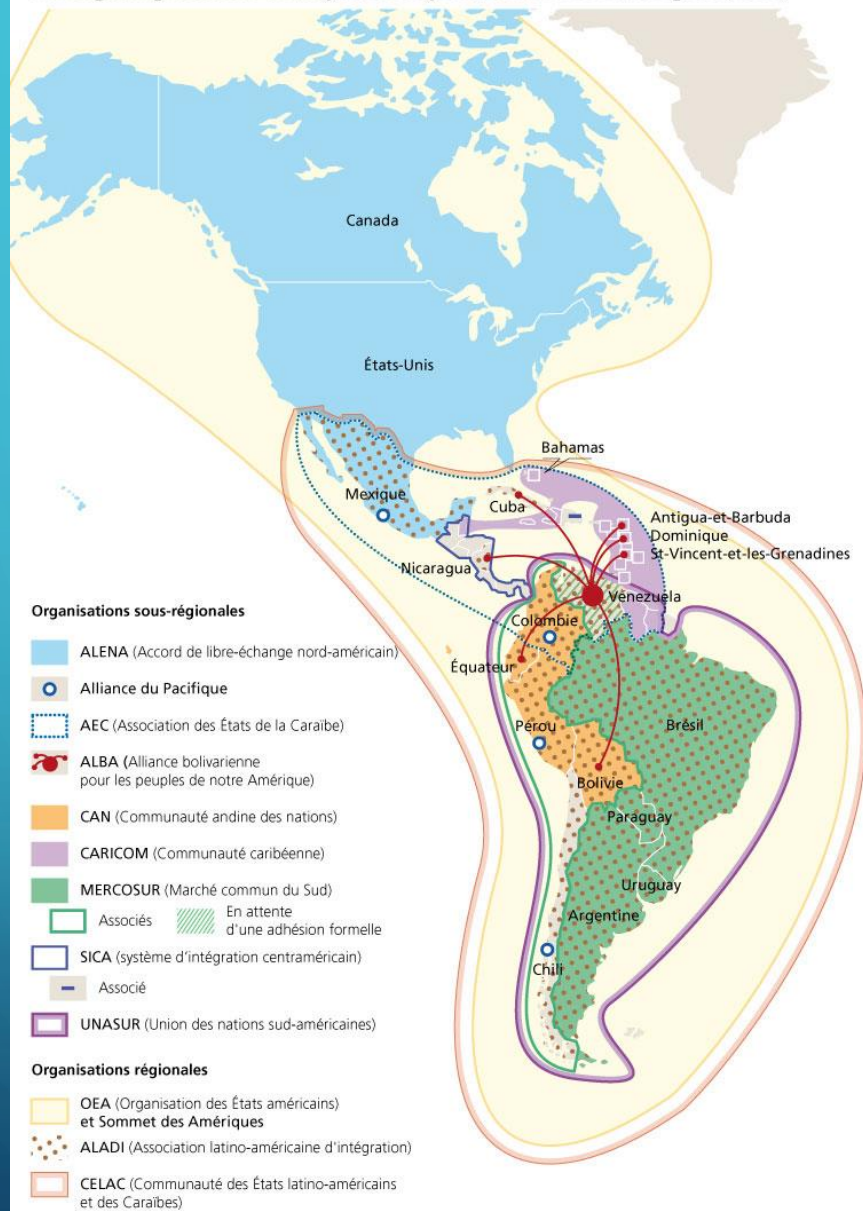 Canada
États-Unis
Bahamas
Mexique
Cuba
Antigua-et-Barbuda
Dominique
St-Vincent-et-les-Grenadines
Nicaragua
Vénézuela
Colombie
Équateur
Pérou
Brésil
Bolivie
Paraguay
Uruguay
Argentine
Chili
Organisations sous-régionales
ALENA (Accord de libre-échange nord-américain)
Alliance du Pacifique
AEC (Association des États de la Caraïbe)
ALBA (Alliance bolivarienne
pour les peuples de notre Amérique)
CAN (Communauté andine des nations)
CARICOM (Communauté caribéenne)
MERCOSUR (Marché commun du Sud)
Associés
En attente
d'une adhésion formelle
SICA (système d'intégration centraméricain)
Associé
UNASUR (Union des nations sud-américaines)
Organisations régionales
OEA (Organisation des États américains)
et Sommet des Amériques
ALADI (Association latino-américaine d'intégration)
CELAC (Communauté des États latino-américains
et des Caraïbes)